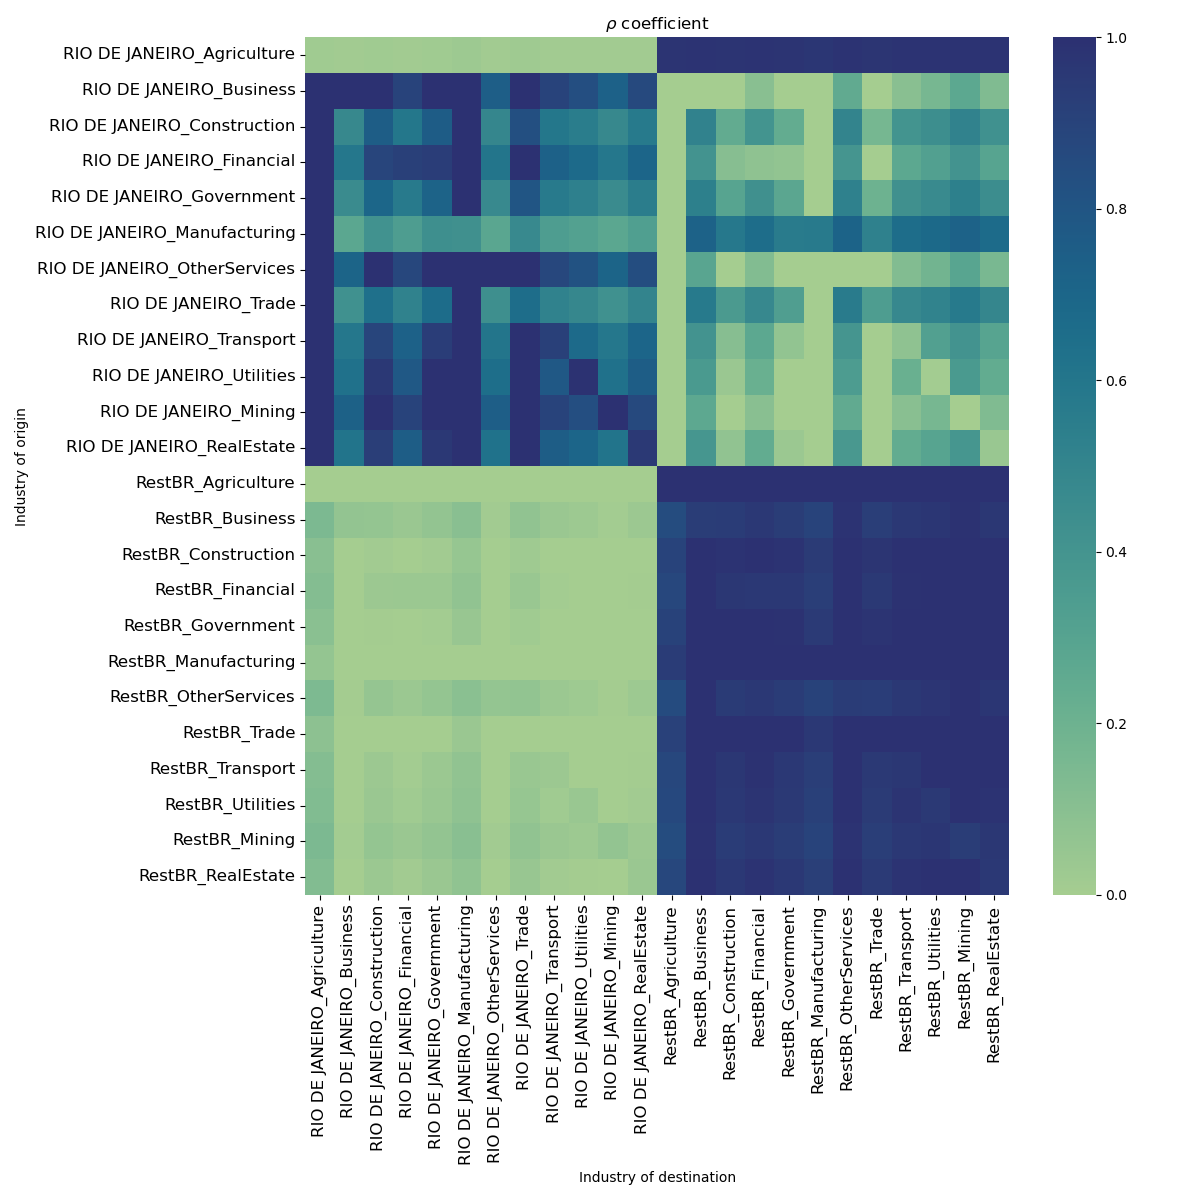 ρ coefficient
RIO DE JANEIRO_Agriculture
RIO DE JANEIRO_Business
RIO DE JANEIRO_Construction
RIO DE JANEIRO_Financial
RIO DE JANEIRO_Government
RIO DE JANEIRO_Manufacturing
RIO DE JANEIRO_OtherServices
RIO DE JANEIRO_Trade
RIO DE JANEIRO_Transport
RIO DE JANEIRO_Utilities
RIO DE JANEIRO_Mining
RIO DE JANEIRO_RealEstate
RestBR_Agriculture
RestBR_Business
RestBR_Construction
RestBR_Financial
RestBR_Government
RestBR_Manufacturing
RestBR_OtherServices
RestBR_Trade
RestBR_Transport
RestBR_Utilities
RestBR_Mining
RestBR_RealEstate
Industry of origin
RIO DE JANEIRO_Agriculture
RIO DE JANEIRO_Business
RIO DE JANEIRO_Construction
RIO DE JANEIRO_Financial
RIO DE JANEIRO_Government
RIO DE JANEIRO_Manufacturing
RIO DE JANEIRO_OtherServices
RIO DE JANEIRO_Trade
RIO DE JANEIRO_Transport
RIO DE JANEIRO_Utilities
RIO DE JANEIRO_Mining
RIO DE JANEIRO_RealEstate
RestBR_Agriculture
RestBR_Business
RestBR_Construction
RestBR_Financial
RestBR_Government
RestBR_Manufacturing
RestBR_OtherServices
RestBR_Trade
RestBR_Transport
RestBR_Utilities
RestBR_Mining
RestBR_RealEstate
Industry of destination
1.0
0.8
0.6
0.4
0.2
0.0